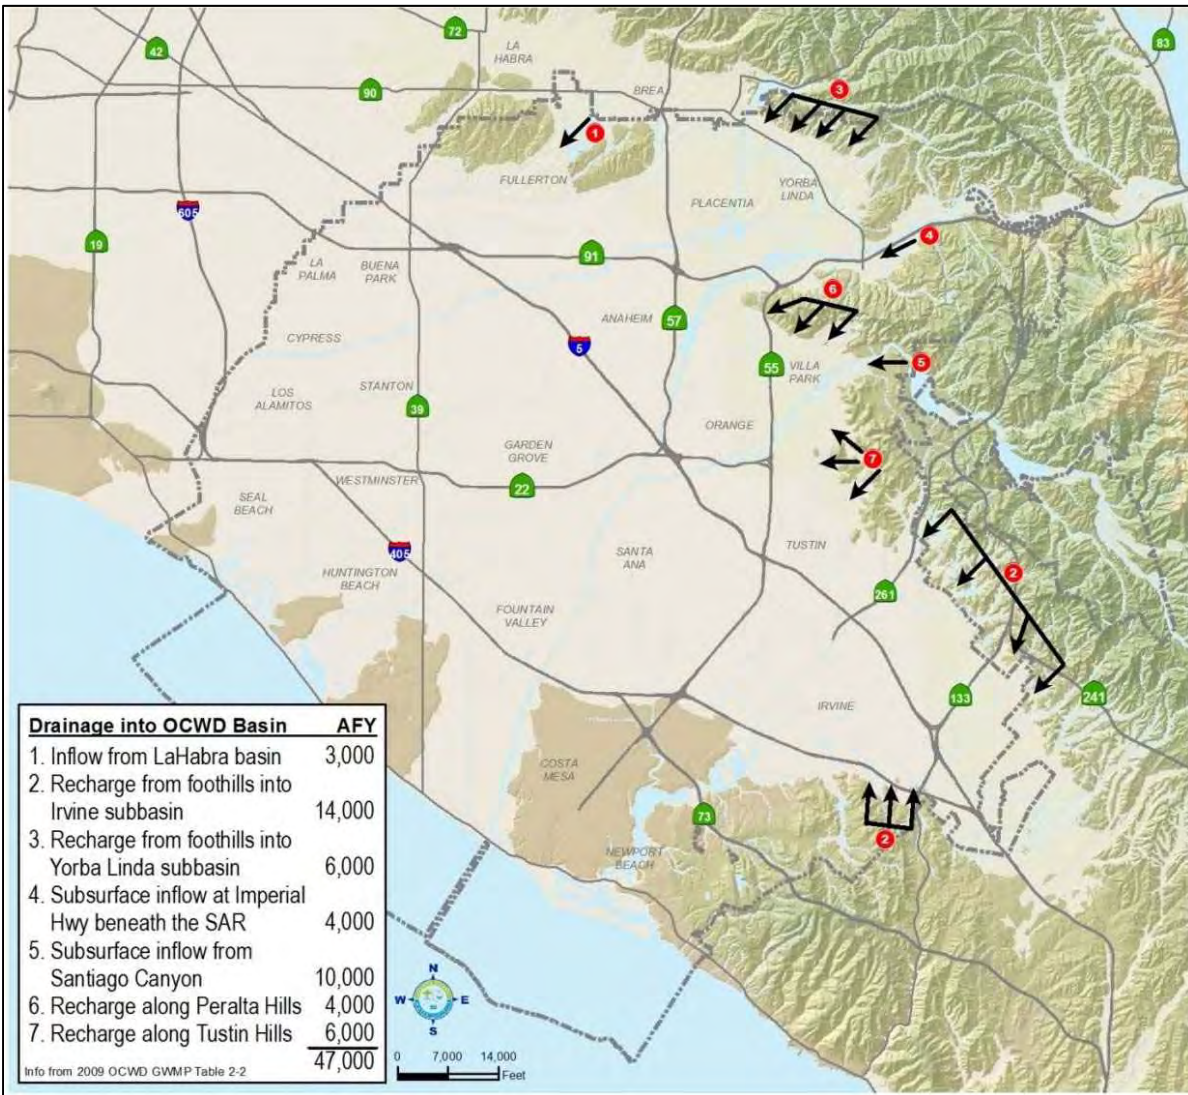 72
83
42
LA
HABRA
90
BREA
3
1
FULLERTON
YORBA
LINDA
PLACENTIA
605
19
4
91
LA
PALMA
BUENA
PARK
6
ANAHEIM
57
CYPRESS
5
5
55
VILLA
PARK
STANTON
LOS
ALAMITOS
39
ORANGE
GARDEN
GROVE
7
WESTMINSTER
22
SEAL
BEACH
TUSTIN
SANTA
ANA
405
HUNTINGTON
BEACH
2
261
FOUNTAIN
VALLEY
133
241
IRVINE
COSTA
MESA
73
2
NEWPORT
BEACH
Drainage into OCWD Basin AFY
1. Inflow from LaHabra basin 3,000
2. Recharge from foothills into
Irvine subbasin 14,000
3. Recharge from foothills into
Yorba Linda subbasin 6,000
4. Subsurface inflow at Imperial
Hwy beneath the SAR 4,000
5. Subsurface inflow from
Santiago Canyon 10,000
6. Recharge along Peralta Hills 4,000
7. Recharge along Tustin Hills 6,000
47,000
Info from 2009 OCWD GWMP Table 2-2
N
W E
S
0 7,000 14,000
Feet